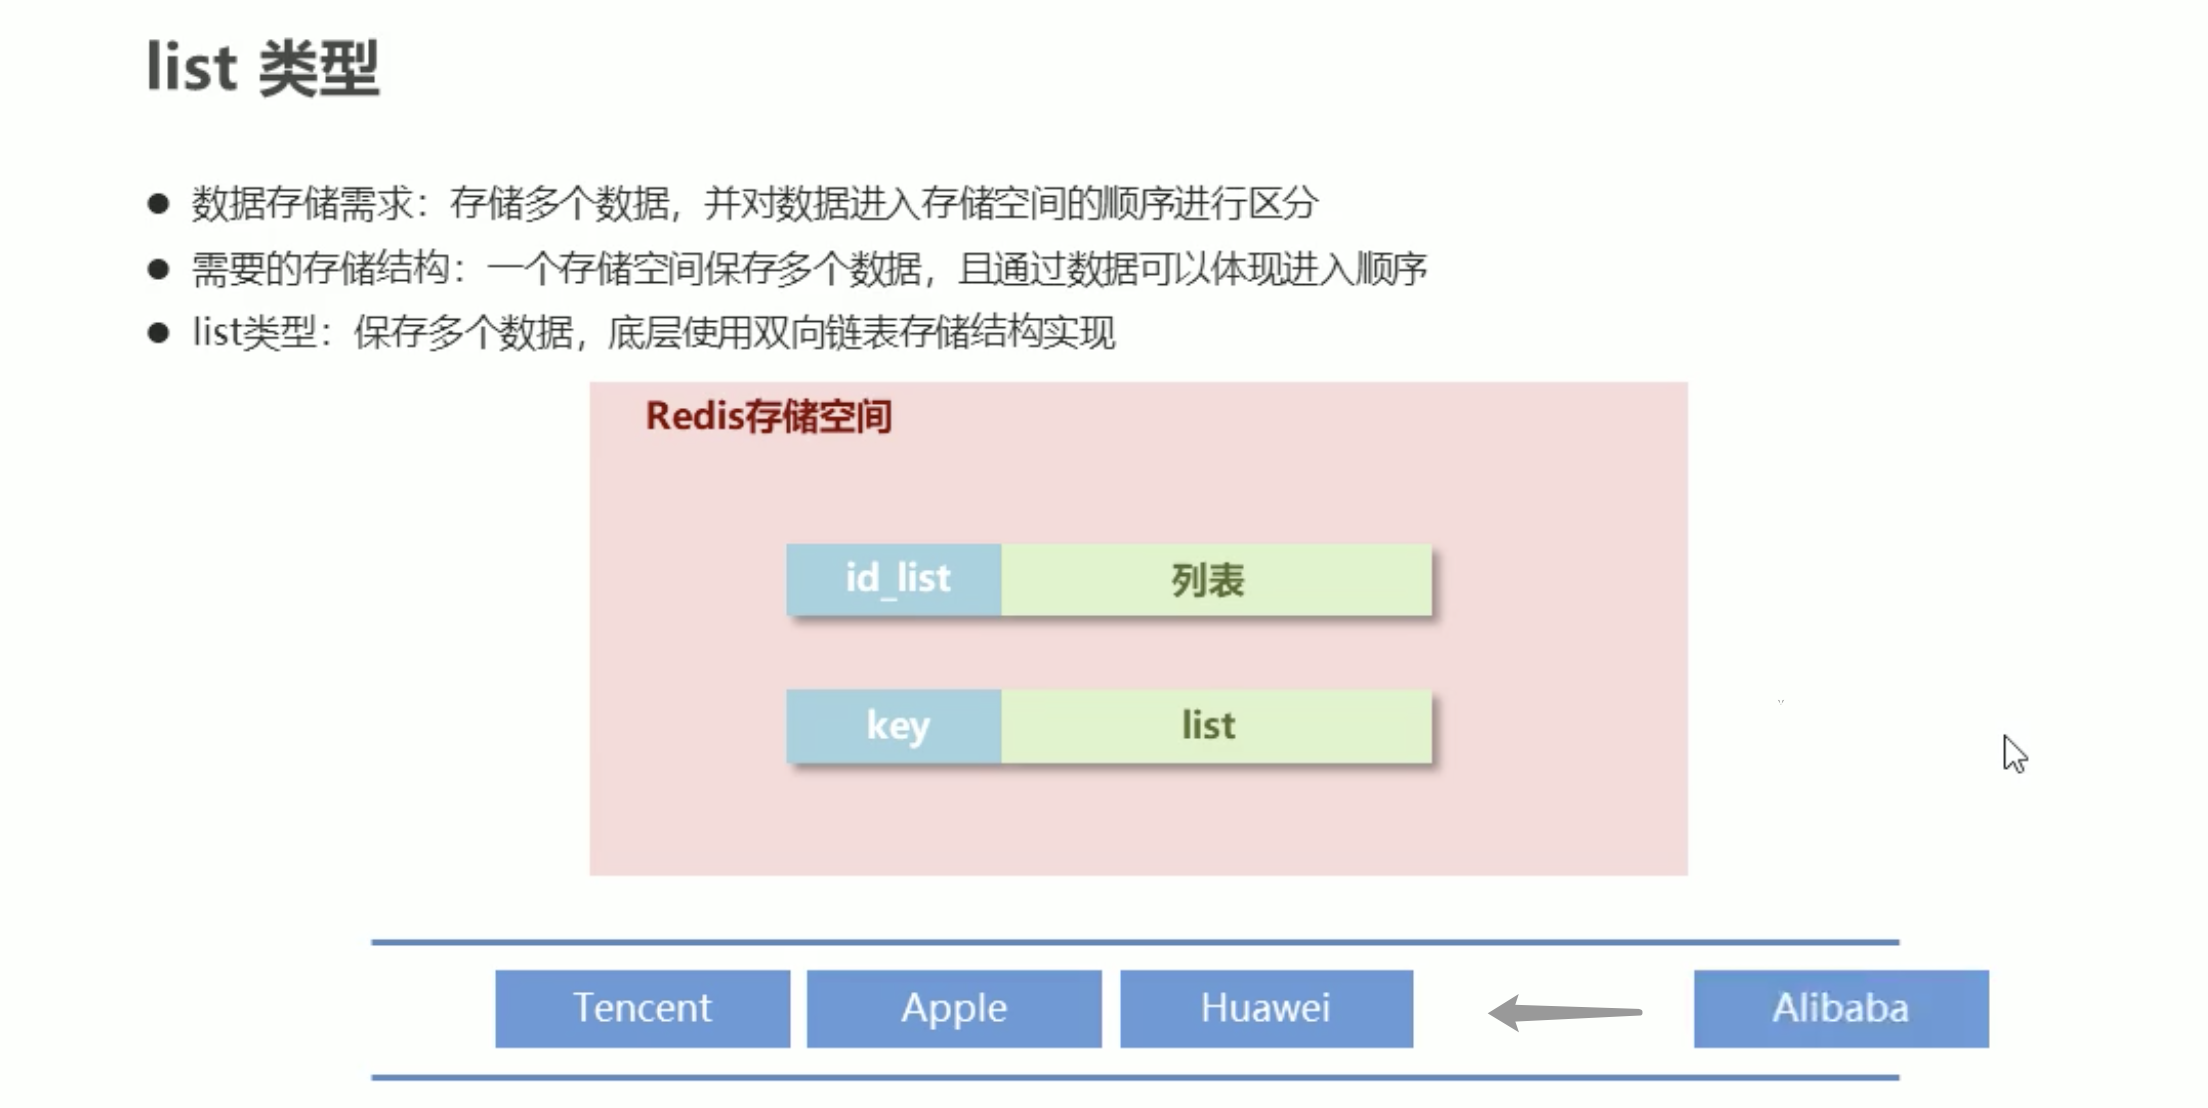 list 类型
● 数据存储需求：存储多个数据，并对数据进入存储空间的顺序进行区分
● 需要的存储结构：一个存储空间保存多个数据，且通过数据可以体现进入顺序
● list类型：保存多个数据，底层使用双向链表存储结构实现
Redis存储空间
id_list 列表
key list
Tencent Apple Huawei Alibaba